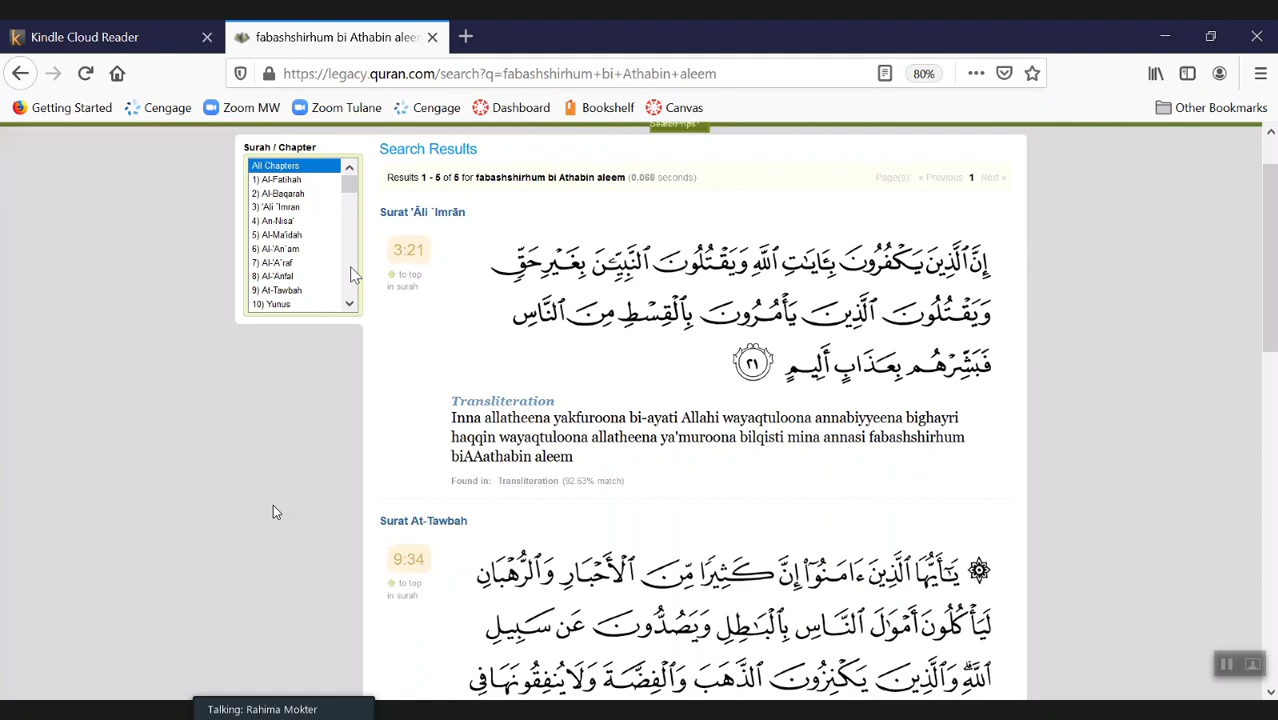 Kindle Cloud Reader
fabashshirhum bi Athabin alee
https://legacy.quran.com/search?q=fabashshirhum+bi+Athabin+aleem
80%
Getting Started
Cengage
Zoom MW
Zoom Tulane
Cengage
Dashboard
Bookshelf
Canvas
Other Bookmarks
Search Tips
Surah / Chapter
All Chapters
1) Al-Fatihah
2) Al-Baqarah
3) 'Ali `Imran
4) An-Nisa'
5) Al-Ma'idah
6) Al-'An`am
7) Al-'A`raf
8) Al-'Anfal
9) At-Tawbah
10) Yunus
Search Results
Results 1 - 5 of 5 for fabashshirhum bi Athabin aleem (0.068 seconds)
Page(s): « Previous 1 Next »
Surat 'Āli `Imrān
3:21
to top
in surah
إِنَّ ٱلَّذِينَ يَكْفُرُونَ بِـَٔايَـٰتِ ٱللَّهِ وَيَقْتُلُونَ ٱلنَّبِيِّـۧنَ بِغَيْرِ حَقٍّ
وَيَقْتُلُونَ ٱلَّذِينَ يَأْمُرُونَ بِٱلْقِسْطِ مِنَ ٱلنَّاسِ
فَبَشِّرْهُم بِعَذَابٍ أَلِيمٍ ٢١
Transliteration
Inna allatheena yakfuroona bi-ayati Allahi wayaqtuloona annabiyyeena bighayri
haqqin wayaqtuloona allatheena ya'muroona bilqisti mina annasi fabashshirhum
biAAathabin aleem
Found in: Transliteration (92.63% match)
Surat At-Tawbah
9:34
to top
in surah
۞ يَـٰٓأَيُّهَا ٱلَّذِينَ ءَامَنُوٓا۟ إِنَّ كَثِيرًا مِّنَ ٱلْأَحْبَارِ وَٱلرُّهْبَانِ
لَيَأْكُلُونَ أَمْوَٰلَ ٱلنَّاسِ بِٱلْبَـٰطِلِ وَيَصُدُّونَ عَن سَبِيلِ
ٱللَّهِ ۗ وَٱلَّذِينَ يَكْنِزُونَ ٱلذَّهَبَ وَٱلْفِضَّةَ وَلَا يُنفِقُونَهَا فِى
Talking: Rahima Mokter